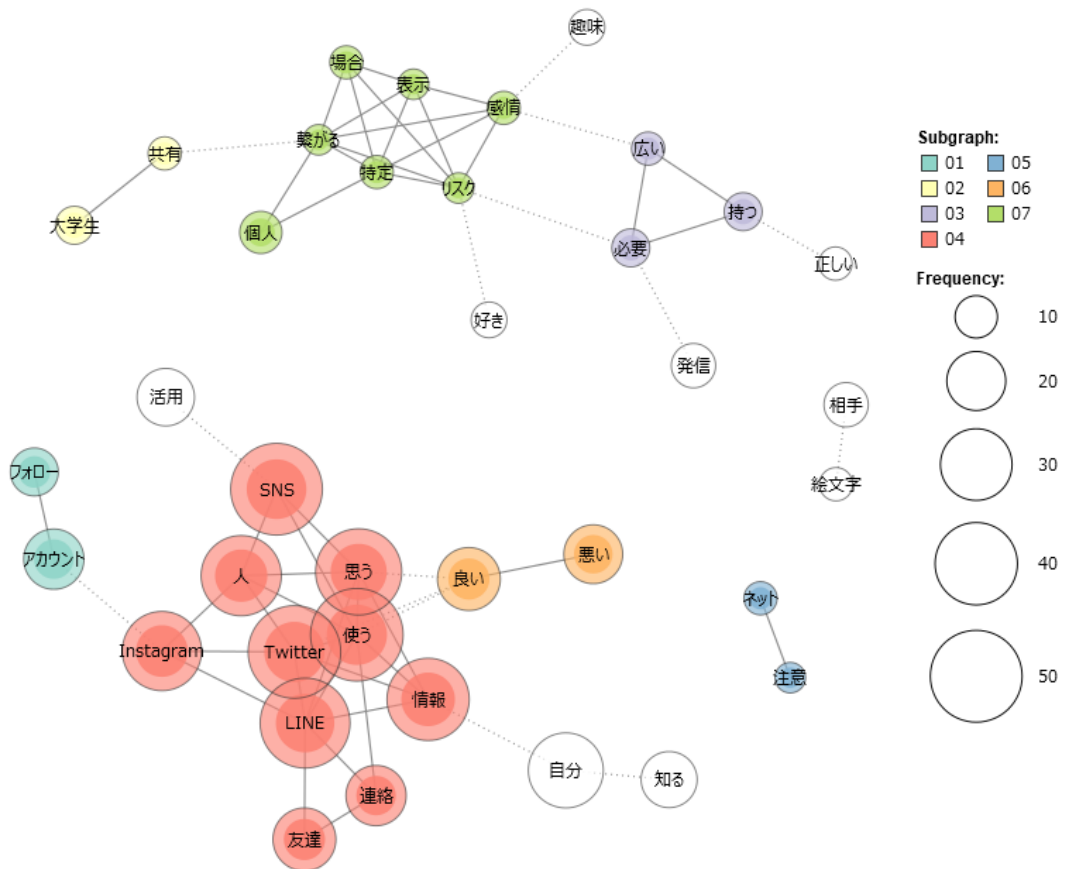 趣味
場合
表示
感情
繋がる
共有
特定
リスク
広い
大学生
個人
持つ
必要
正しい
好き
発信
Subgraph:
01 05
02 06
03 07
04
Frequency:
10
20
30
40
50
活用
相手
絵文字
フォロー
SNS
アカウント
人
思う
良い
悪い
ネット
注意
Instagram
Twitter
使う
情報
LINE
自分
知る
連絡
友達